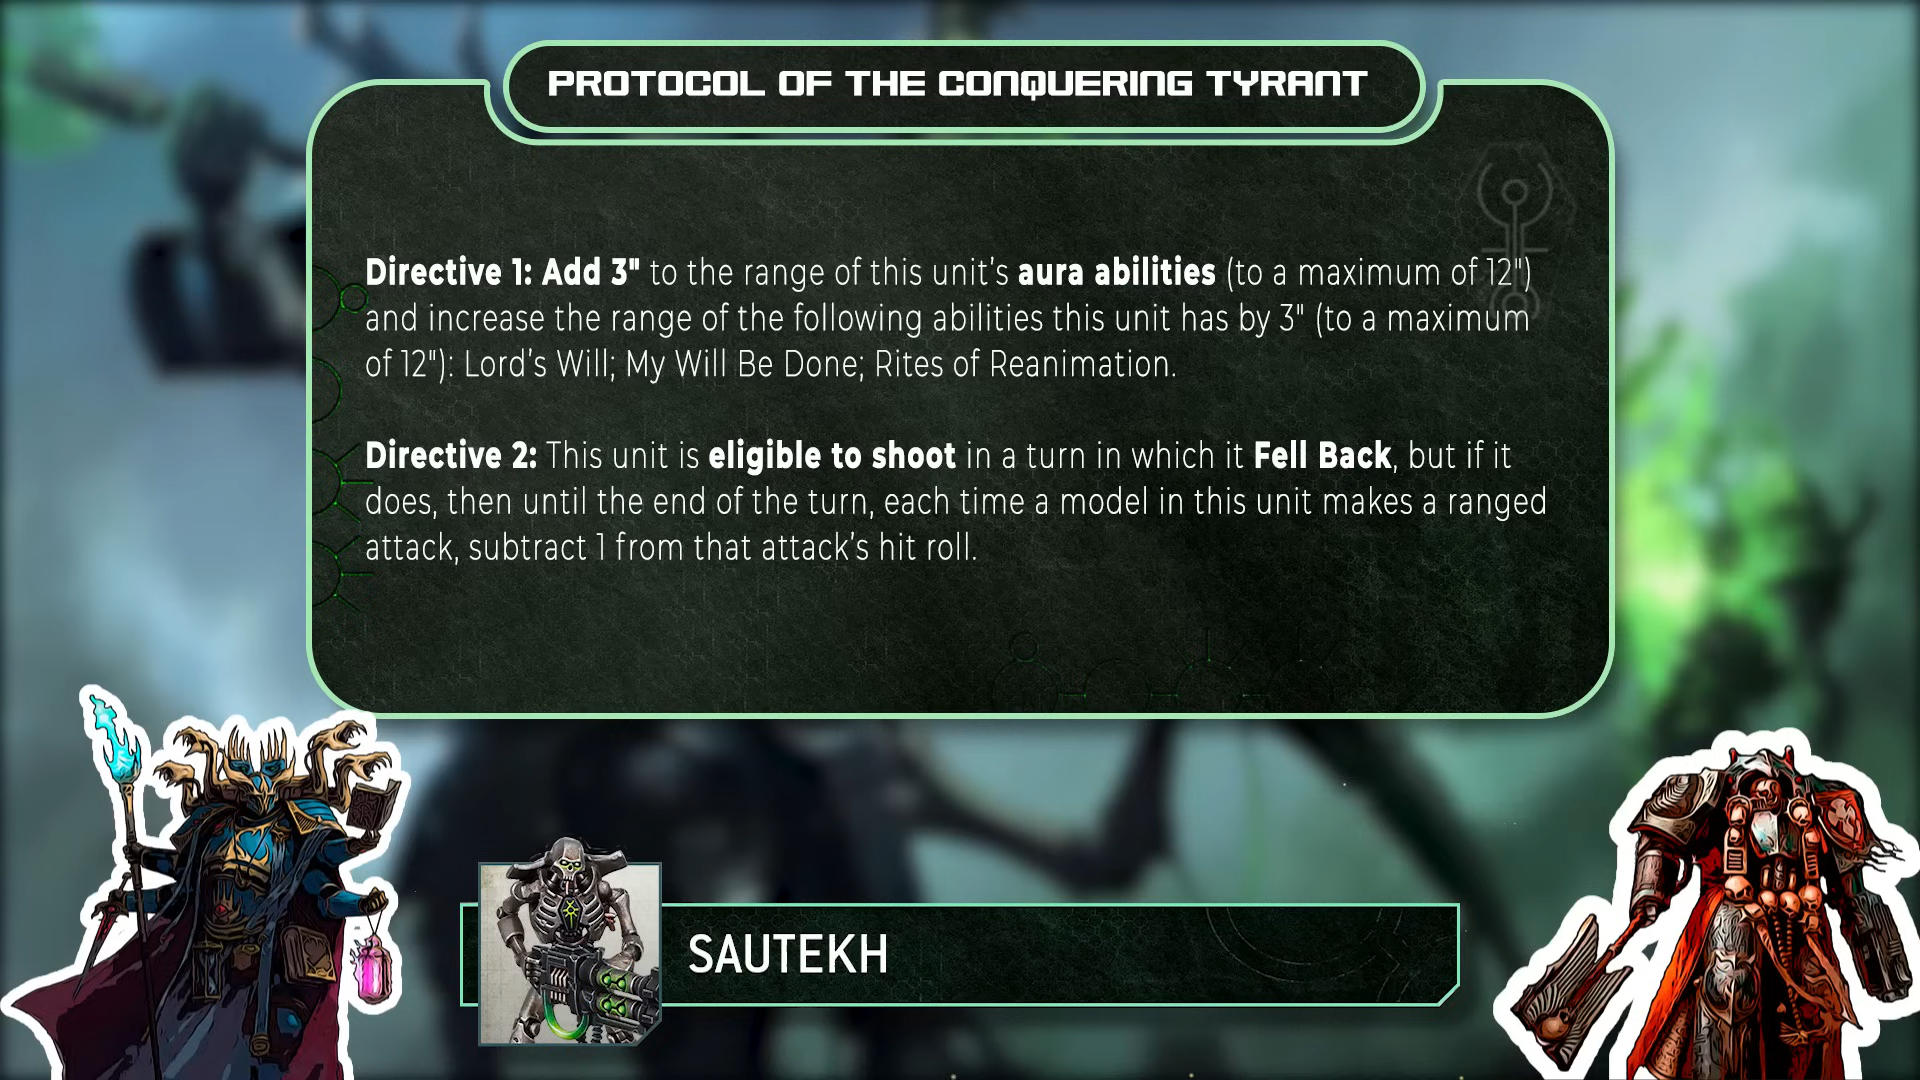 PROTOCOL OF THE CONQUERING TYRANT
Directive 1: Add 3" to the range of this unit's aura abilities (to a maximum of 12")
and increase the range of the following abilities this unit has by 3" (to a maximum
of 12"): Lord's Will; My Will Be Done; Rites of Reanimation.
Directive 2: This unit is eligible to shoot in a turn in which it Fell Back, but if it
does, then until the end of the turn, each time a model in this unit makes a ranged
attack, subtract 1 from that attack's hit roll.
SAUTEKH